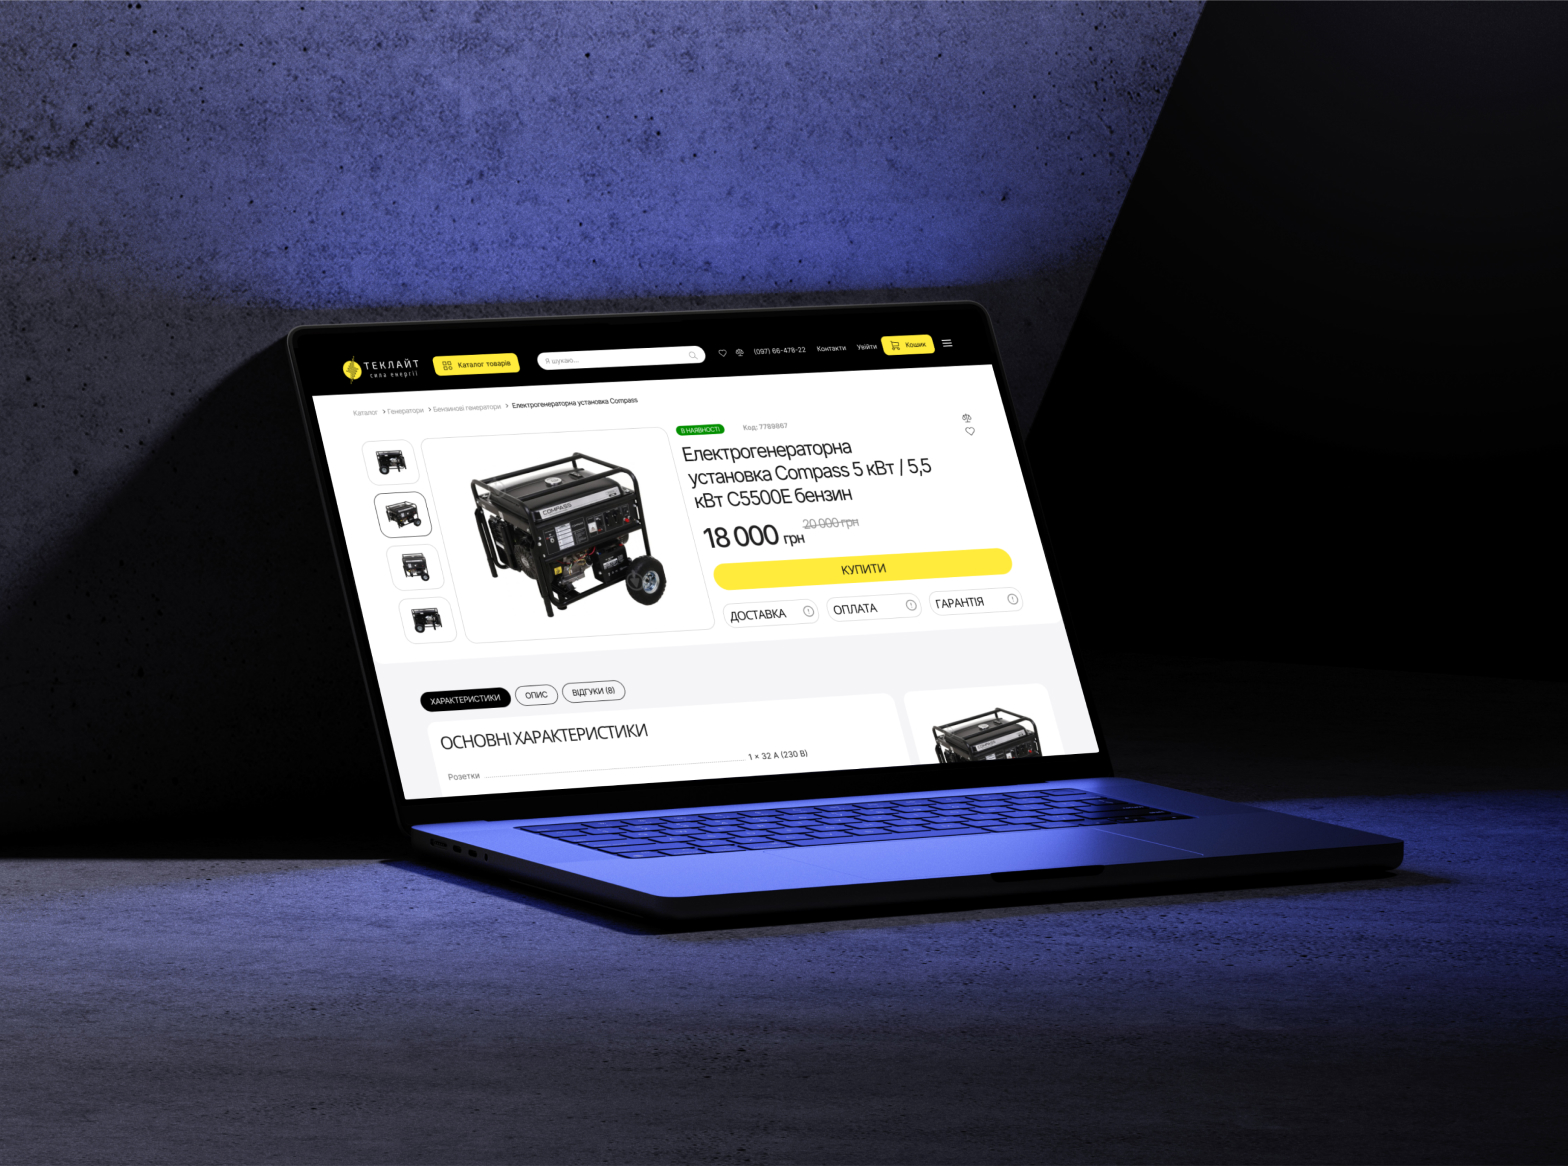 ТЕКЛАЙТ
сила енергії
Каталог товарів
Я шукаю...
(097) 66-478-22
Контакти
Увійти
Кошик
Каталог > Генератори > Бензинові генератори > Електрогенераторна установка Compass
В НАЯВНОСТІ
Код: 7789867
Електрогенераторна
установка Compass 5 кВт / 5,5
кВт C5500E бензин
18 000 грн
20 000 грн
КУПИТИ
ДОСТАВКА
ОПЛАТА
ГАРАНТІЯ
COMPASS
ХАРАКТЕРИСТИКИ
ОПИС
ВІДГУКИ (8)
ОСНОВНІ ХАРАКТЕРИСТИКИ
Розетки
1 × 32 А (230 В)